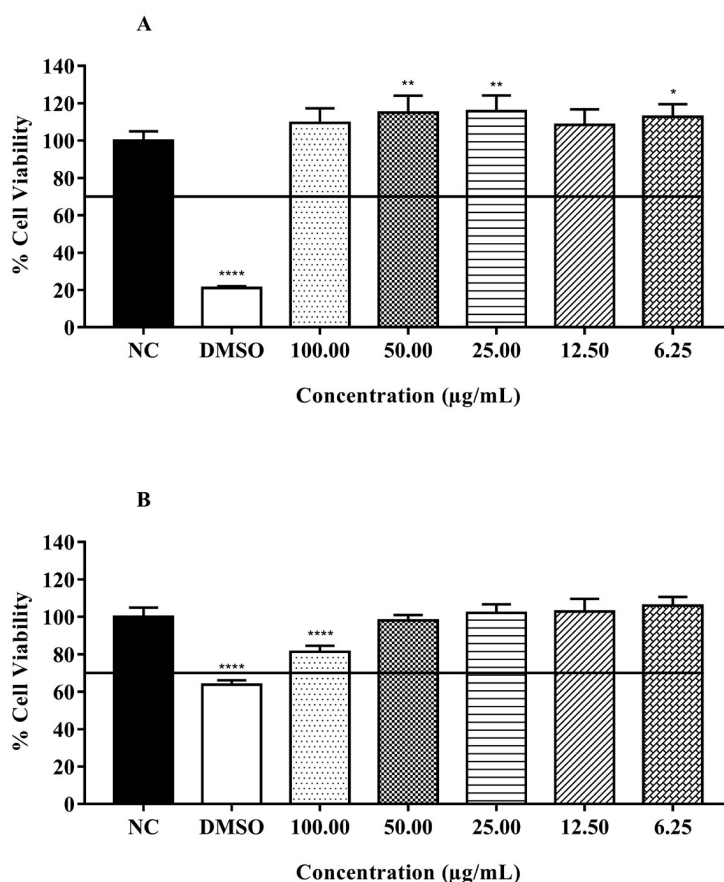 A
140
120
100
80
60
40
20
0
% Cell Viability
****
**
**
*
NC DMSO 100.00 50.00 25.00 12.50 6.25
Concentration (µg/mL)
B
140
120
100
80
60
40
20
0
% Cell Viability
****
****
NC DMSO 100.00 50.00 25.00 12.50 6.25
Concentration (µg/mL)